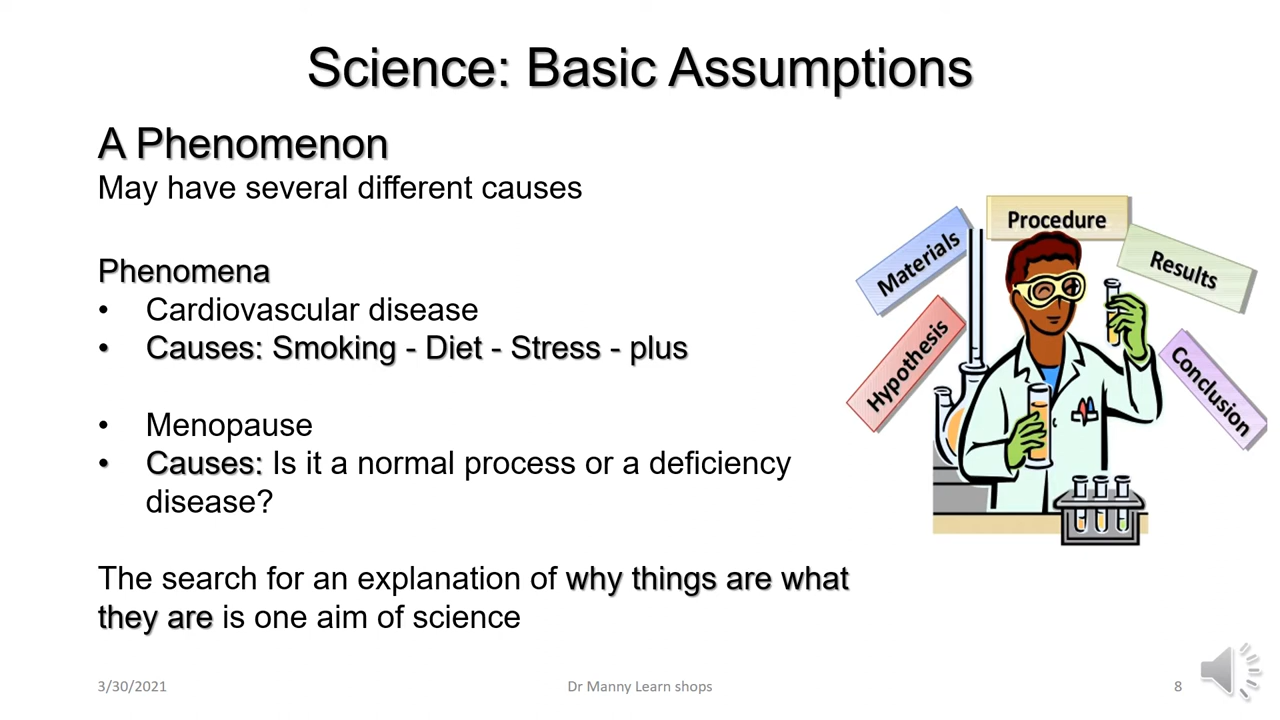 Science: Basic Assumptions
A Phenomenon
May have several different causes
Phenomena
• Cardiovascular disease
• Causes: Smoking - Diet - Stress - plus
• Menopause
• Causes: Is it a normal process or a deficiency
disease?
The search for an explanation of why things are what
they are is one aim of science
Hypothesis
Materials
Procedure
Results
Conclusion
3/30/2021
Dr Manny Learn shops
8